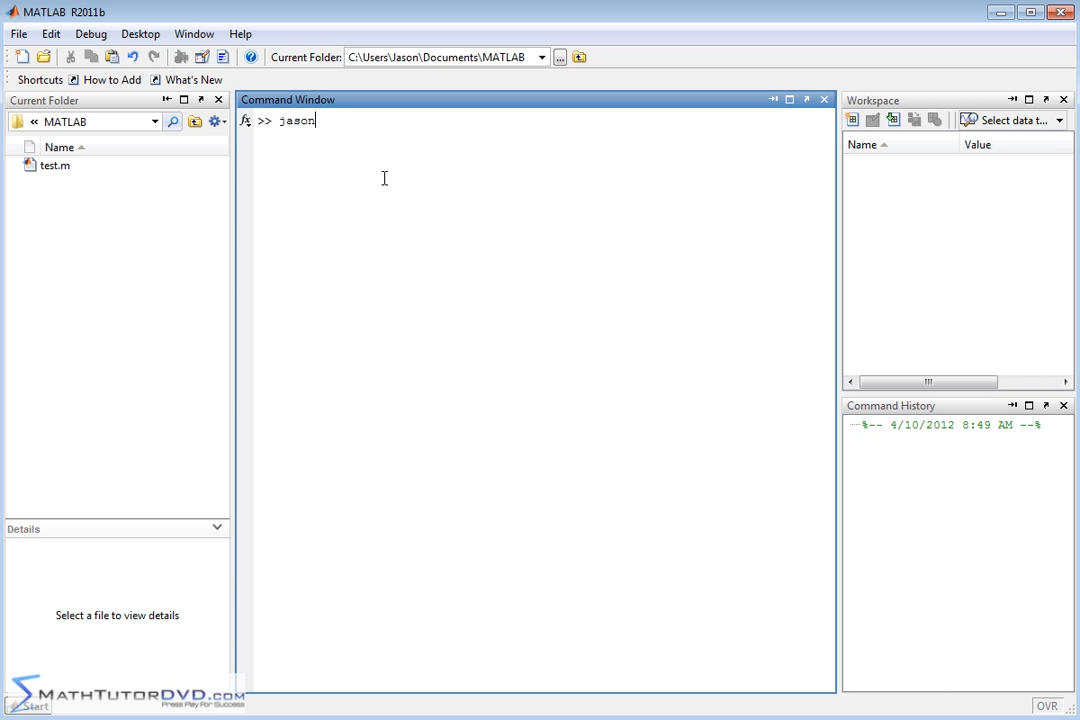 MATLAB R2011b
File Edit Debug Desktop Window Help
Current Folder: C:\Users\Jason\Documents\MATLAB
Shortcuts How to Add What's New
Current Folder
« MATLAB
Name
test.m
Details
Select a file to view details
Command Window
fx >> jason
Workspace
Select data t...
Name Value
Command History
%-- 4/10/2012 8:49 AM --%
MATHTUTORDVD.COM
Press Play For Success
Start
OVR